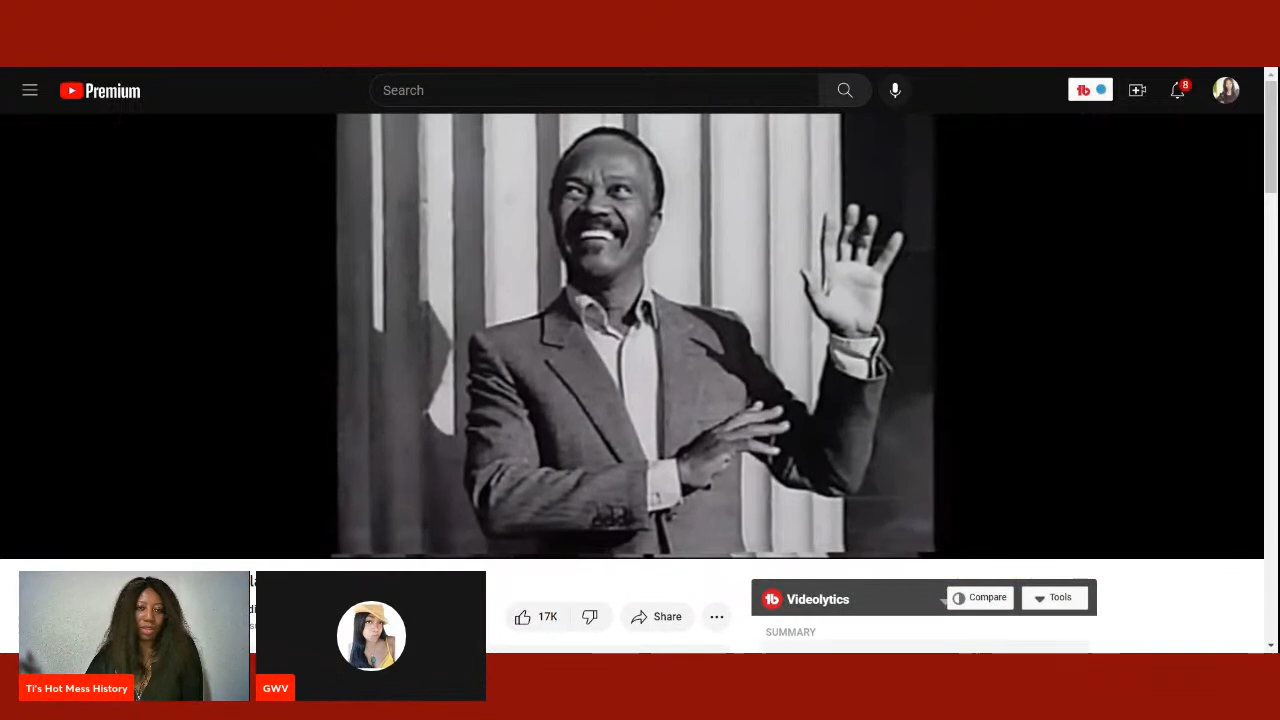 Premium
Search
8
17K
Share
Videolytics
Compare
Tools
SUMMARY
Ti's Hot Mess History
GWV